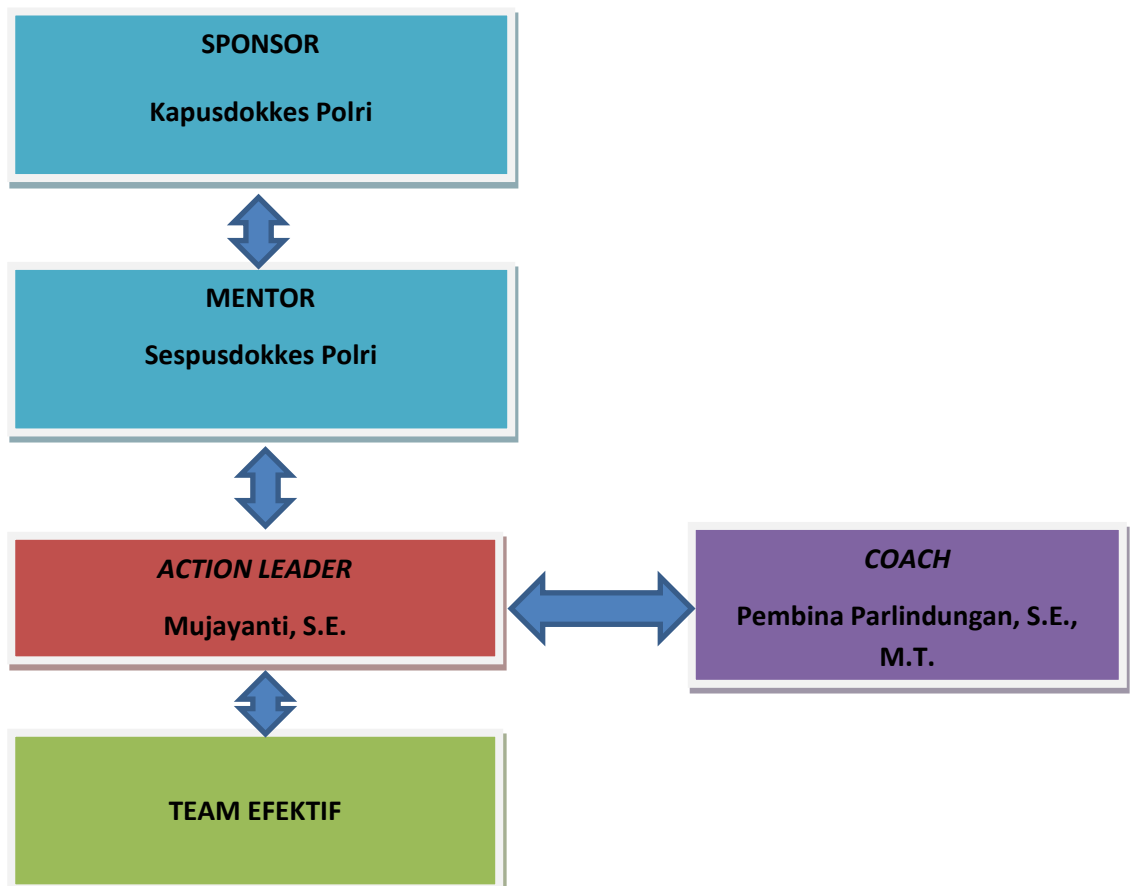 SPONSOR
Kapusdokkes Polri
MENTOR
Sespusdokkes Polri
ACTION LEADER
Mujayanti, S.E.
COACH
Pembina Parlindungan, S.E.,
M.T.
TEAM EFEKTIF